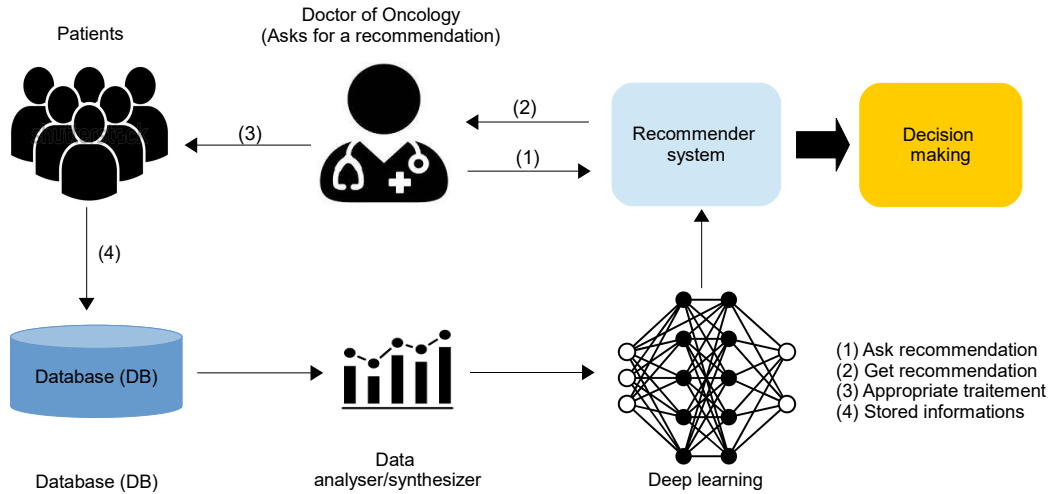 Patients
Doctor of Oncology
(Asks for a recommendation)
shutterstock
(3)
(2)
(1)
Recommender
system
Decision
making
(4)
Database (DB)
Database (DB)
Data
analyser/synthesizer
Deep learning
(1) Ask recommendation
(2) Get recommendation
(3) Appropriate traitement
(4) Stored informations